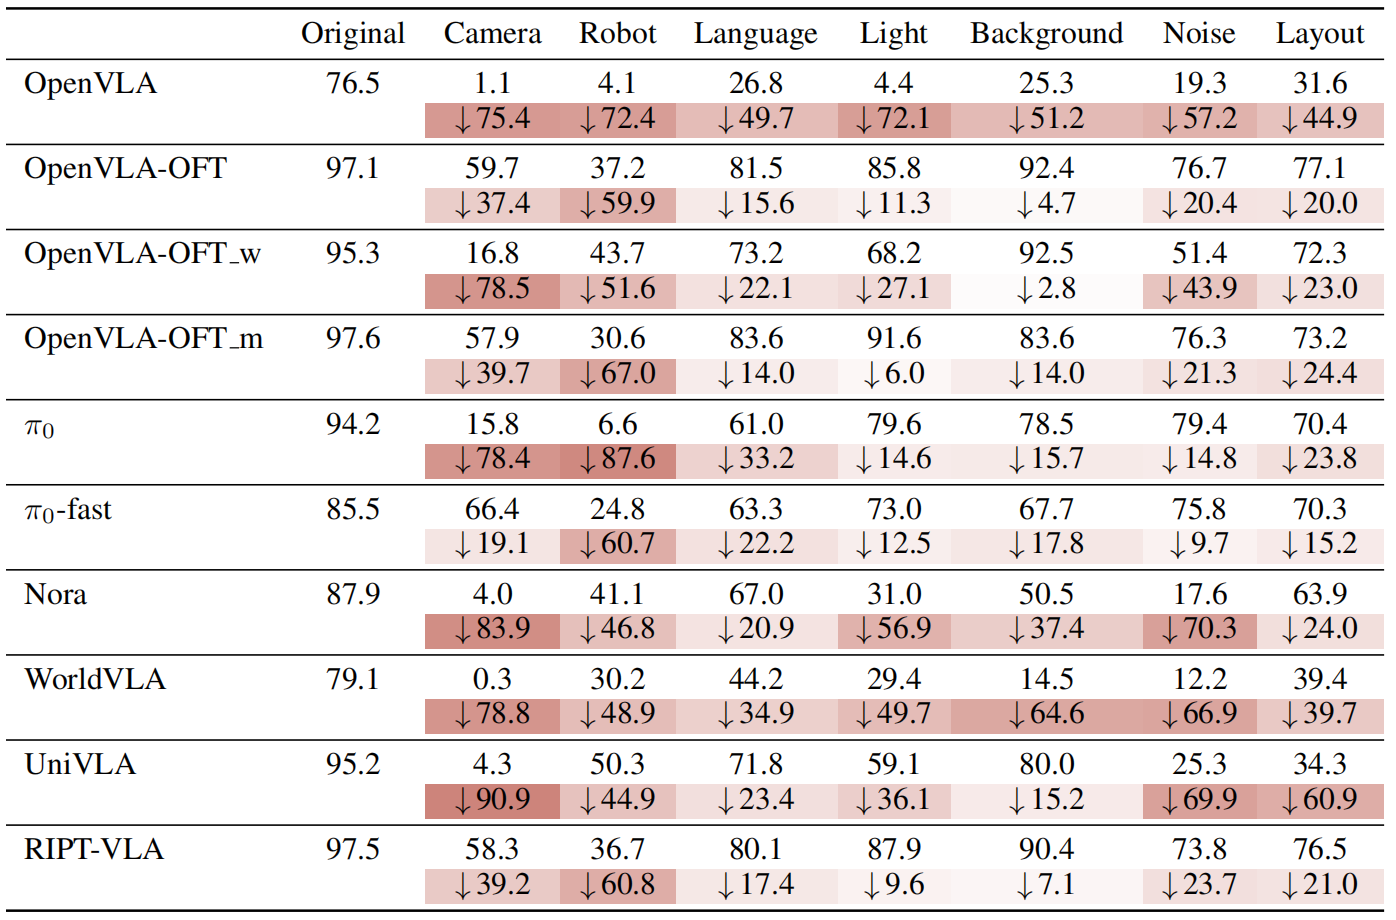 Original Camera Robot Language Light Background Noise Layout
OpenVLA 76.5 1.1 4.1 26.8 4.4 25.3 19.3 31.6
↓75.4 ↓72.4 ↓49.7 ↓72.1 ↓51.2 ↓57.2 ↓44.9
OpenVLA-OFT 97.1 59.7 37.2 81.5 85.8 92.4 76.7 77.1
↓37.4 ↓59.9 ↓15.6 ↓11.3 ↓4.7 ↓20.4 ↓20.0
OpenVLA-OFT_w 95.3 16.8 43.7 73.2 68.2 92.5 51.4 72.3
↓78.5 ↓51.6 ↓22.1 ↓27.1 ↓2.8 ↓43.9 ↓23.0
OpenVLA-OFT_m 97.6 57.9 30.6 83.6 91.6 83.6 76.3 73.2
↓39.7 ↓67.0 ↓14.0 ↓6.0 ↓14.0 ↓21.3 ↓24.4
π₀ 94.2 15.8 6.6 61.0 79.6 78.5 79.4 70.4
↓78.4 ↓87.6 ↓33.2 ↓14.6 ↓15.7 ↓14.8 ↓23.8
π₀-fast 85.5 66.4 24.8 63.3 73.0 67.7 75.8 70.3
↓19.1 ↓60.7 ↓22.2 ↓12.5 ↓17.8 ↓9.7 ↓15.2
Nora 87.9 4.0 41.1 67.0 31.0 50.5 17.6 63.9
↓83.9 ↓46.8 ↓20.9 ↓56.9 ↓37.4 ↓70.3 ↓24.0
WorldVLA 79.1 0.3 30.2 44.2 29.4 14.5 12.2 39.4
↓78.8 ↓48.9 ↓34.9 ↓49.7 ↓64.6 ↓66.9 ↓39.7
UniVLA 95.2 4.3 50.3 71.8 59.1 80.0 25.3 34.3
↓90.9 ↓44.9 ↓23.4 ↓36.1 ↓15.2 ↓69.9 ↓60.9
RIPT-VLA 97.5 58.3 36.7 80.1 87.9 90.4 73.8 76.5
↓39.2 ↓60.8 ↓17.4 ↓9.6 ↓7.1 ↓23.7 ↓21.0